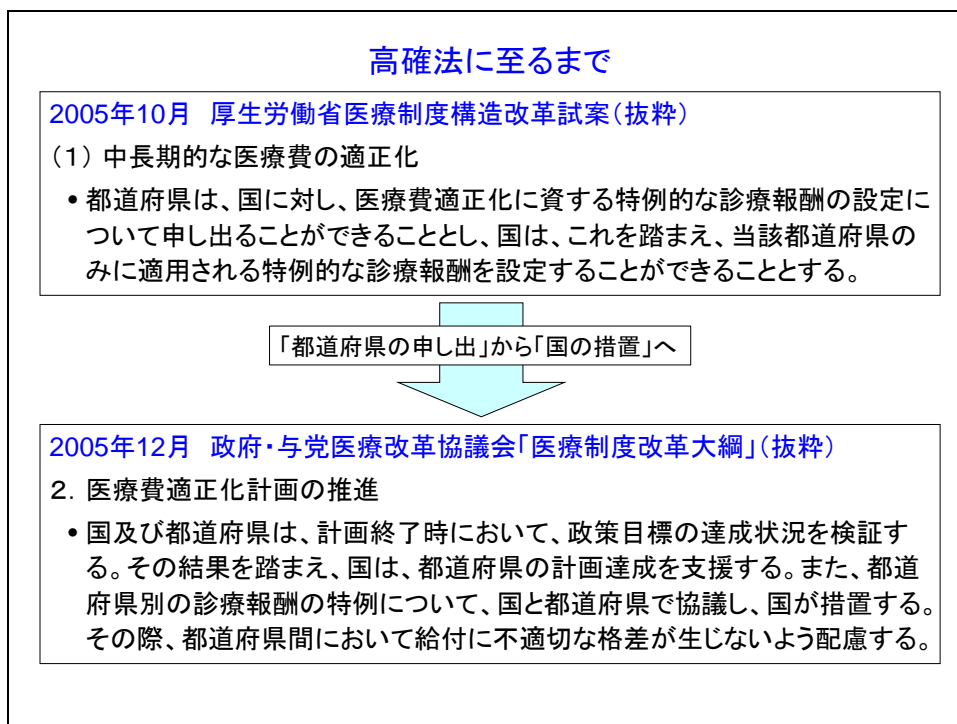 高確法に至るまで
2005年10月　厚生労働省医療制度構造改革試案（抜粋）
（１）中長期的な医療費の適正化
• 都道府県は、国に対し、医療費適正化に資する特例的な診療報酬の設定に
ついて申し出ることができることとし、国は、これを踏まえ、当該都道府県の
みに適用される特例的な診療報酬を設定することができることとする。
「都道府県の申し出」から「国の措置」へ
2005年12月　政府・与党医療改革協議会「医療制度改革大綱」（抜粋）
２．医療費適正化計画の推進
• 国及び都道府県は、計画終了時において、政策目標の達成状況を検証す
る。その結果を踏まえ、国は、都道府県の計画達成を支援する。また、都道
府県別の診療報酬の特例について、国と都道府県で協議し、国が措置する。
その際、都道府県間において給付に不適切な格差が生じないよう配慮する。